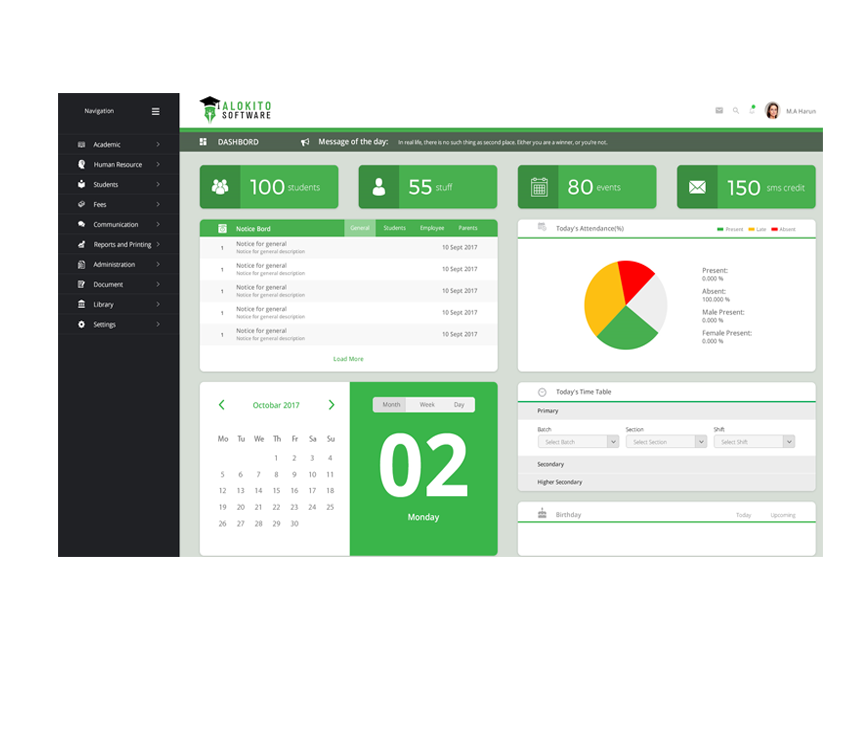 Navigation
Academic
Human Resource
Students
Fees
Communication
Reports and Printing
Administration
Document
Library
Settings
ALOKITO
SOFTWARE
M.A Harun
DASHBORD
Message of the day: In real life, there is no such thing as second place. Either you are a winner, or you're not.
100 students
55 stuff
80 events
150 sms credit
Notice Bord General Students Employee Parents
1 Notice for general 10 Sept 2017
Notice for general description
1 Notice for general 10 Sept 2017
Notice for general description
1 Notice for general 10 Sept 2017
Notice for general description
1 Notice for general 10 Sept 2017
Notice for general description
1 Notice for general 10 Sept 2017
Notice for general description
Load More
Today's Attendance(%) Present Late Absent
Present:
0.000 %
Absent:
100.000 %
Male Present:
0.000 %
Female Present:
0.000 %
Octobar 2017
Mo Tu We Th Fr Sa Su
1 2 3 4
5 6 7 8 9 10 11
12 13 14 15 16 17 18
19 20 21 22 23 24 25
26 27 28 29 30
Month Week Day
02
Monday
Today's Time Table
Primary
Batch Section Shift
Select Batch Select Section Select Shift
Secondary
Higher Secondary
Birthday Today Upcoming